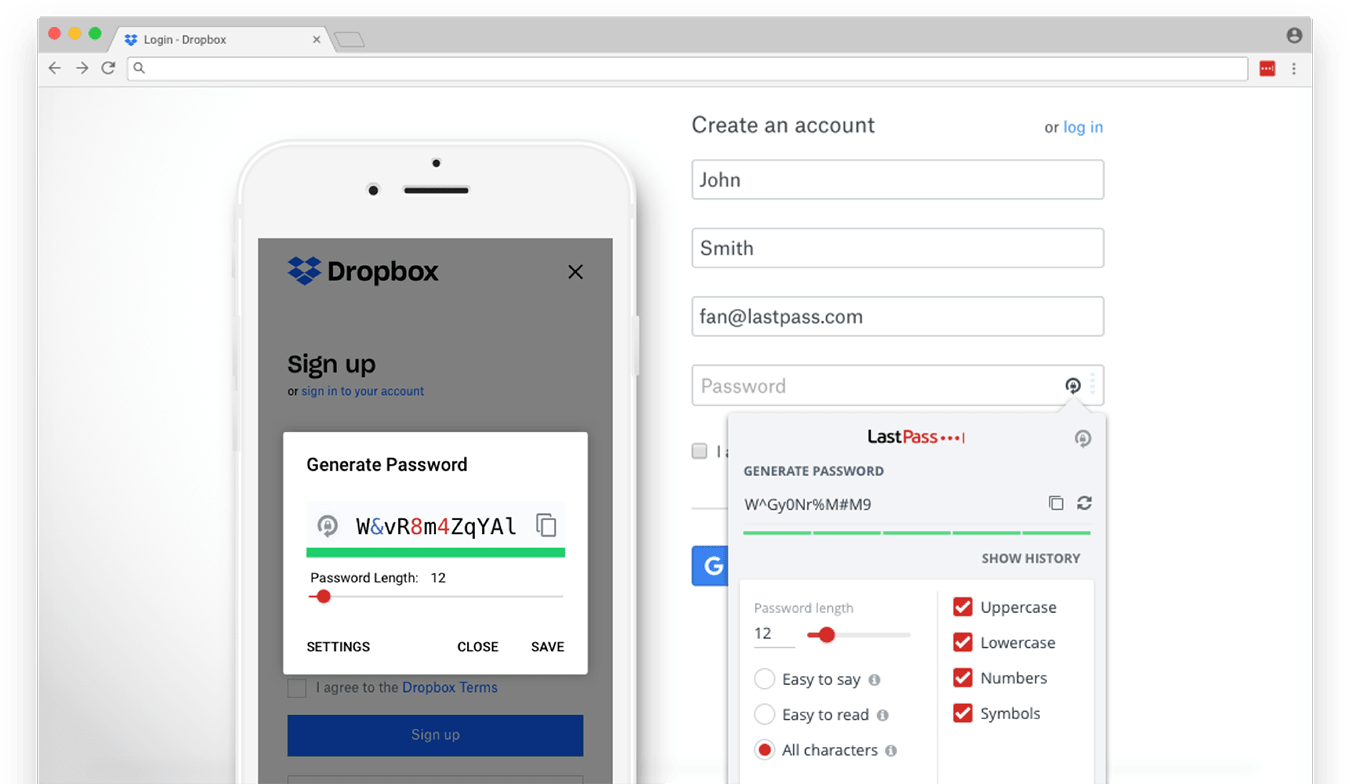 Login - Dropbox
Create an account
or log in
John
Smith
fan@lastpass.com
Password
I a
LastPass
GENERATE PASSWORD
W^Gy0Nr%M#M9
SHOW HISTORY
G
Password length
12
Easy to say
Easy to read
All characters
Uppercase
Lowercase
Numbers
Symbols
Dropbox
Sign up
or sign in to your account
Generate Password
W&vR8m4ZqYAl
Password Length: 12
SETTINGS CLOSE SAVE
I agree to the Dropbox Terms
Sign up